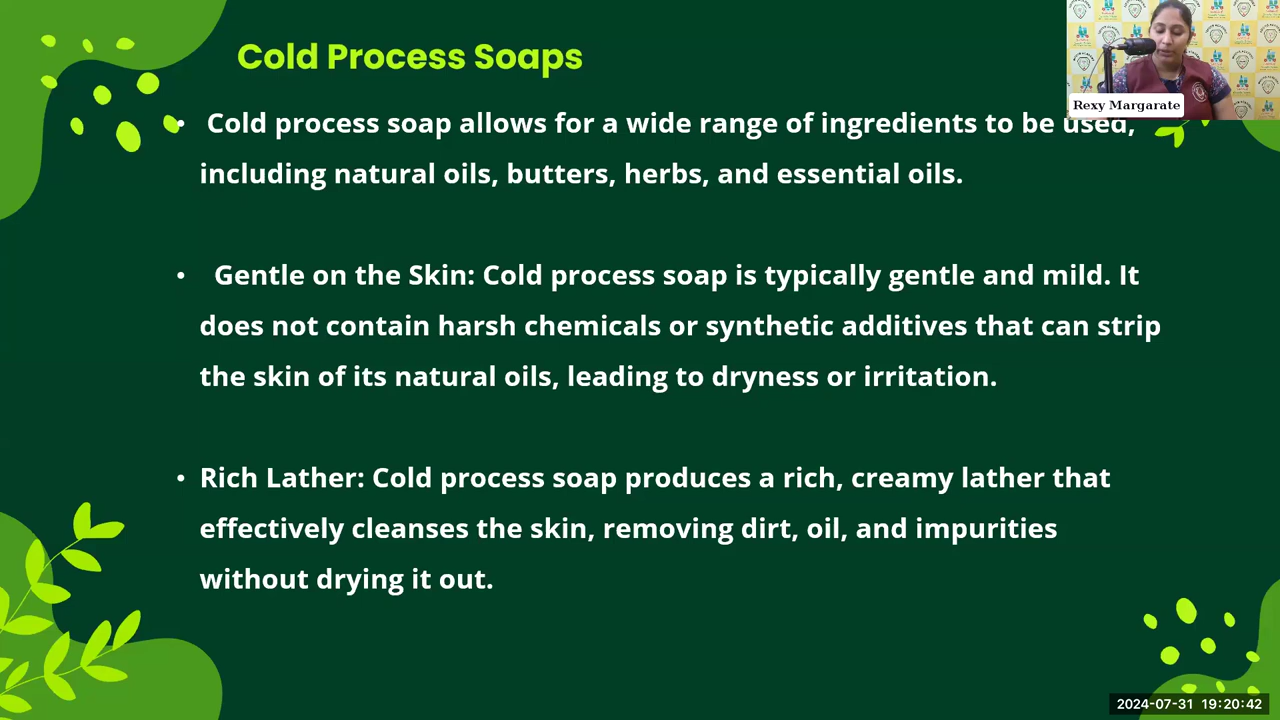 Cold Process Soaps
Rexy Margarate
• Cold process soap allows for a wide range of ingredients to be used,
including natural oils, butters, herbs, and essential oils.
• Gentle on the Skin: Cold process soap is typically gentle and mild. It
does not contain harsh chemicals or synthetic additives that can strip
the skin of its natural oils, leading to dryness or irritation.
• Rich Lather: Cold process soap produces a rich, creamy lather that
effectively cleanses the skin, removing dirt, oil, and impurities
without drying it out.
2024-07-31 19:20:42